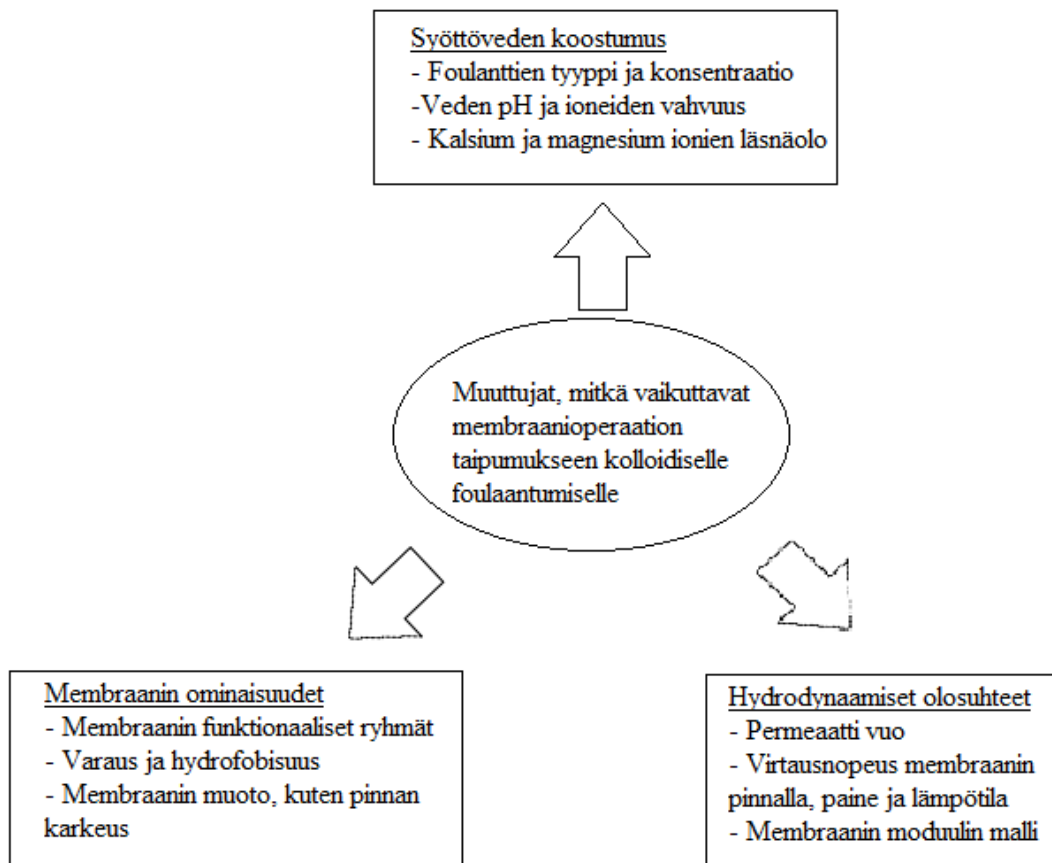 Syöttöveden koostumus
- Foulanttien tyyppi ja konsentraatio
-Veden pH ja ioneiden vahvuus
- Kalsium ja magnesium ionien läsnäolo
Muuttujat, mitkä vaikuttavat
membraanioperaation
taipumukseen kolloidiselle
foulaantumiselle
Membraanin ominaisuudet
- Membraanin funktionaaliset ryhmät
- Varaus ja hydrofobisuus
- Membraanin muoto, kuten pinnan
karkeus
Hydrodynaamiset olosuhteet
- Permeaatti vuo
- Virtausnopeus membraanin
pinnalla, paine ja lämpötila
- Membraanin moduulin malli